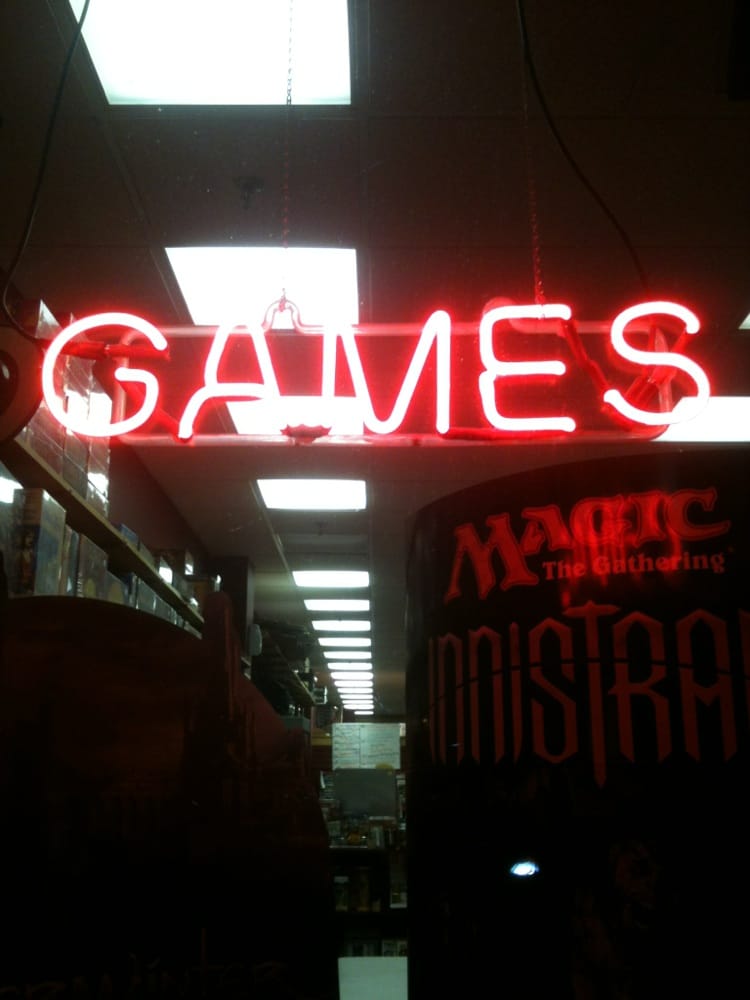 GAMES
MAGIC
The Gathering
INNISTRA